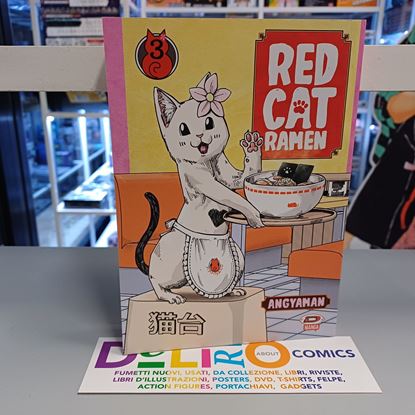 3
RED
CAT
RAMEN
猫台
ANGYAMAN
D
MANGA
DeLiRiO
ABOUT
COMICS
FUMETTI NUOVI, USATI, DA COLLEZIONE, LIBRI, RIVISTE,
LIBRI D'ILLUSTRAZIONI, POSTERS, DVD, T-SHIRTS, FELPE,
ACTION FIGURES, PORTACHIAVI, GADGETS